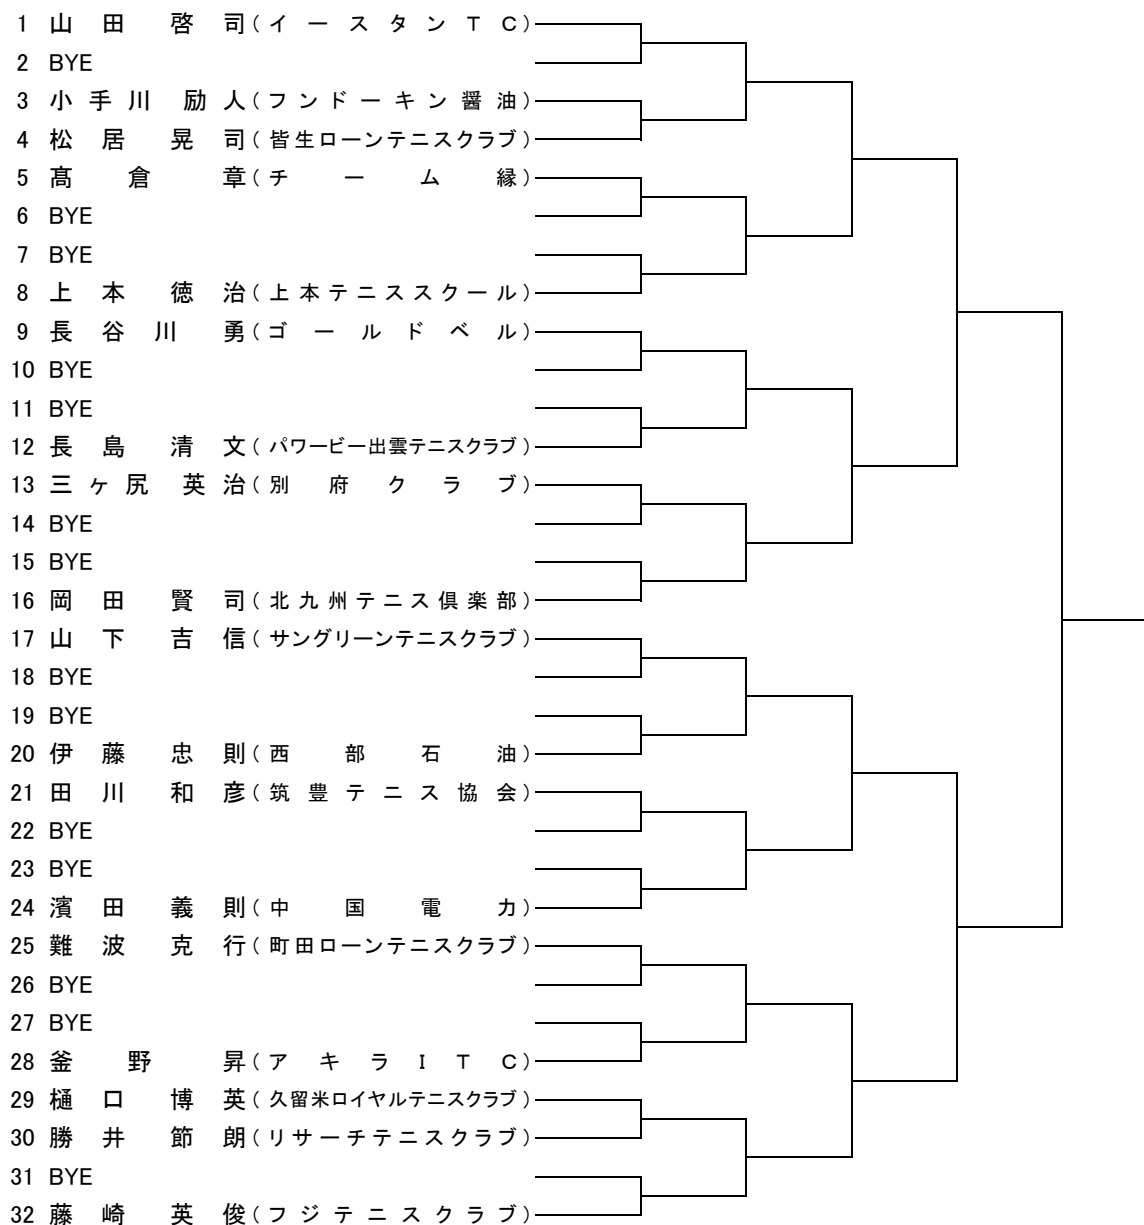 1 山田 啓司(イースタンTC)
2 BYE
3 小手川 励人(フンドーキン醤油)
4 松居 晃司(皆生ローンテニスクラブ)
5 髙倉 章(チーム縁)
6 BYE
7 BYE
8 上本 徳治(上本テニススクール)
9 長谷川 勇(ゴールドベル)
10 BYE
11 BYE
12 長島 清文(パワービー出雲テニスクラブ)
13 三ヶ尻 英治(別府クラブ)
14 BYE
15 BYE
16 岡田 賢司(北九州テニス倶楽部)
17 山下 吉信(サングリーンテニスクラブ)
18 BYE
19 BYE
20 伊藤 忠則(西部石油)
21 田川 和彦(筑豊テニス協会)
22 BYE
23 BYE
24 濱田 義則(中国電力)
25 難波 克行(町田ローンテニスクラブ)
26 BYE
27 BYE
28 釜野 昇(アキラITC)
29 樋口 博英(久留米ロイヤルテニスクラブ)
30 勝井 節朗(リサーチテニスクラブ)
31 BYE
32 藤崎 英俊(フジテニスクラブ)